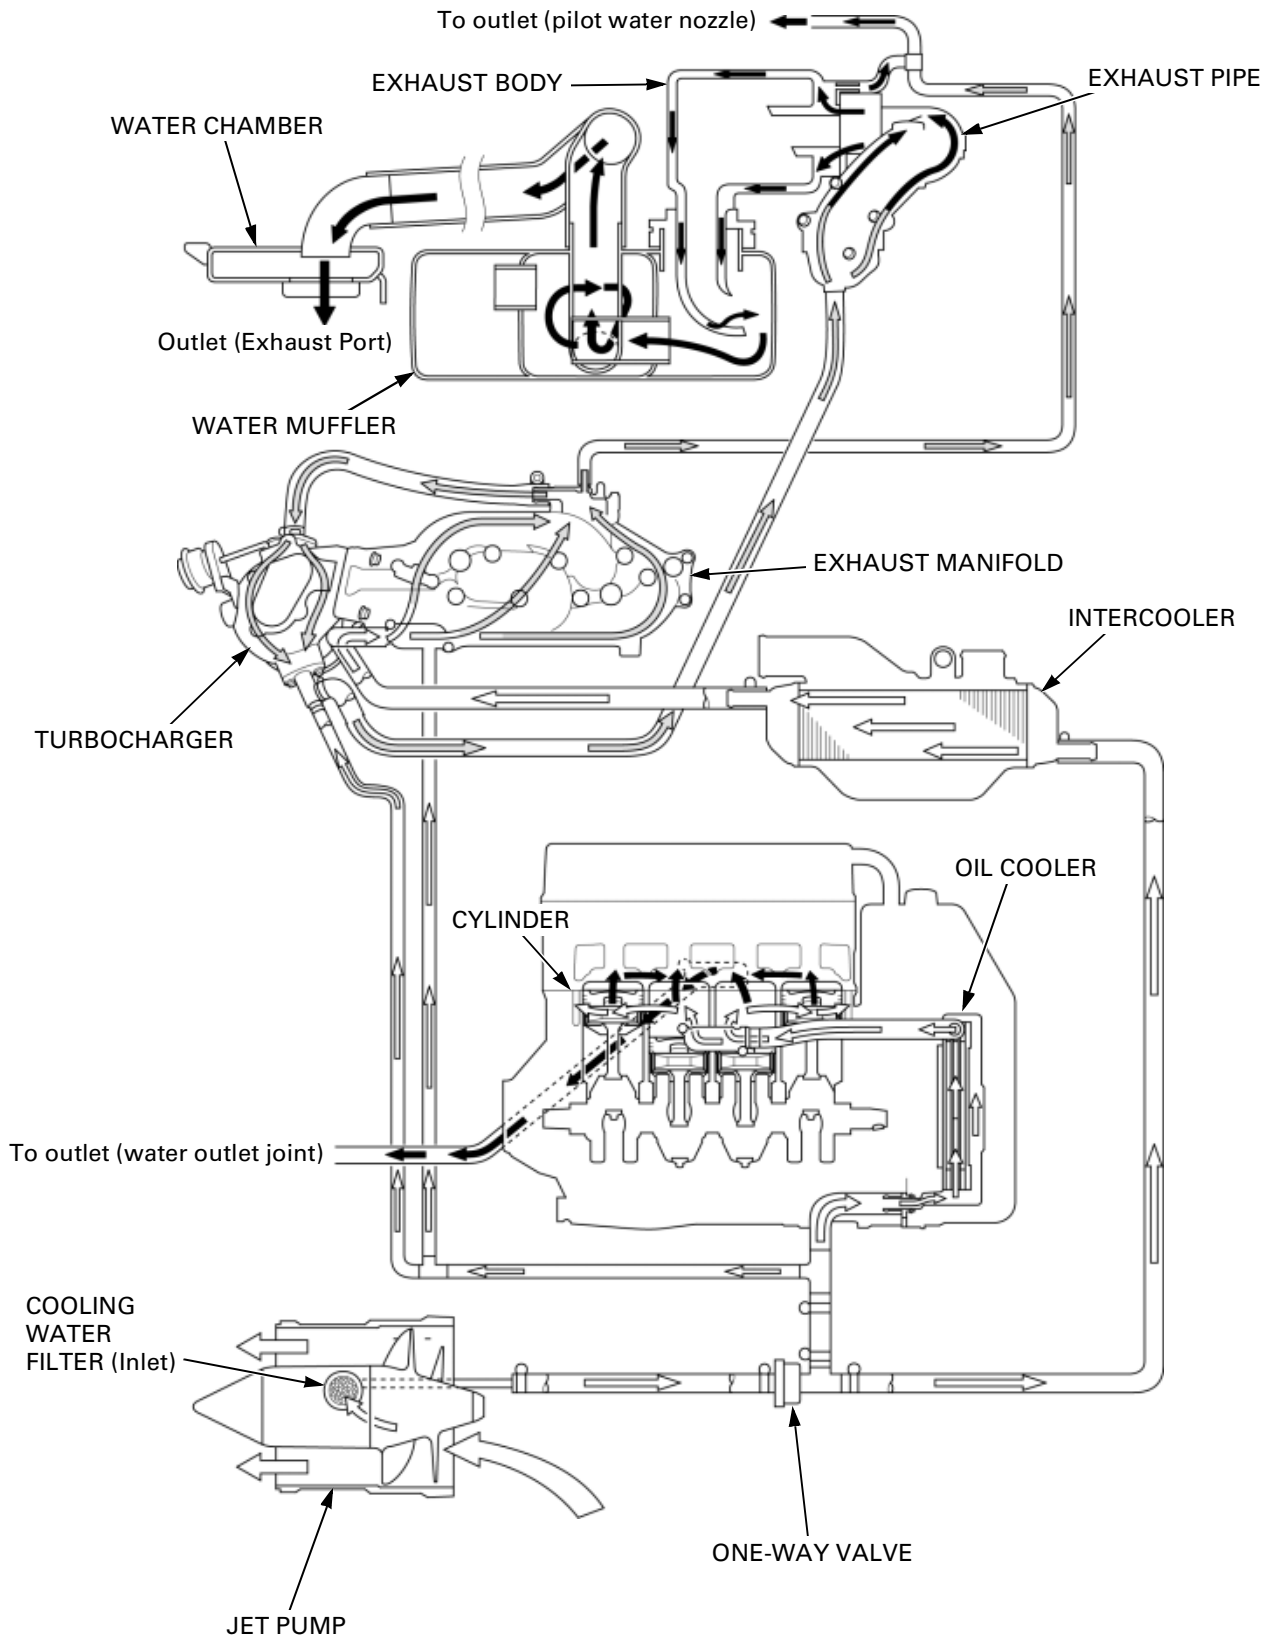 To outlet (pilot water nozzle)
EXHAUST BODY
EXHAUST PIPE
WATER CHAMBER
Outlet (Exhaust Port)
WATER MUFFLER
EXHAUST MANIFOLD
INTERCOOLER
TURBOCHARGER
OIL COOLER
CYLINDER
To outlet (water outlet joint)
COOLING
WATER
FILTER (Inlet)
ONE-WAY VALVE
JET PUMP